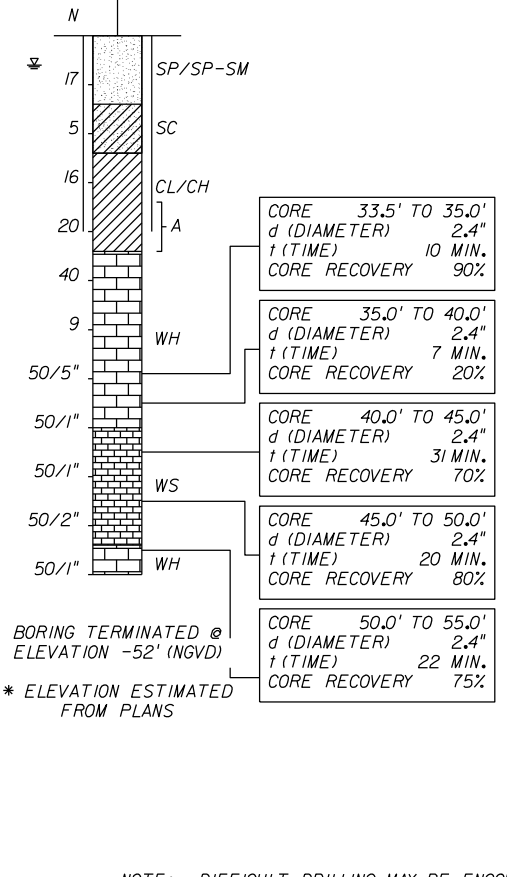 N
17
SP/SP-SM
5
SC
16
CL/CH
20
A
40
9
WH
50/5"
50/1"
50/1"
WS
50/2"
50/1"
WH
CORE 33.5' TO 35.0'
d (DIAMETER) 2.4"
t (TIME) 10 MIN.
CORE RECOVERY 90%
CORE 35.0' TO 40.0'
d (DIAMETER) 2.4"
t (TIME) 7 MIN.
CORE RECOVERY 20%
CORE 40.0' TO 45.0'
d (DIAMETER) 2.4"
t (TIME) 31 MIN.
CORE RECOVERY 70%
CORE 45.0' TO 50.0'
d (DIAMETER) 2.4"
t (TIME) 20 MIN.
CORE RECOVERY 80%
CORE 50.0' TO 55.0'
d (DIAMETER) 2.4"
t (TIME) 22 MIN.
CORE RECOVERY 75%
BORING TERMINATED @
ELEVATION -52' (NGVD)
* ELEVATION ESTIMATED
FROM PLANS
NOTE: DIFFICULT DRILLING MAY BE